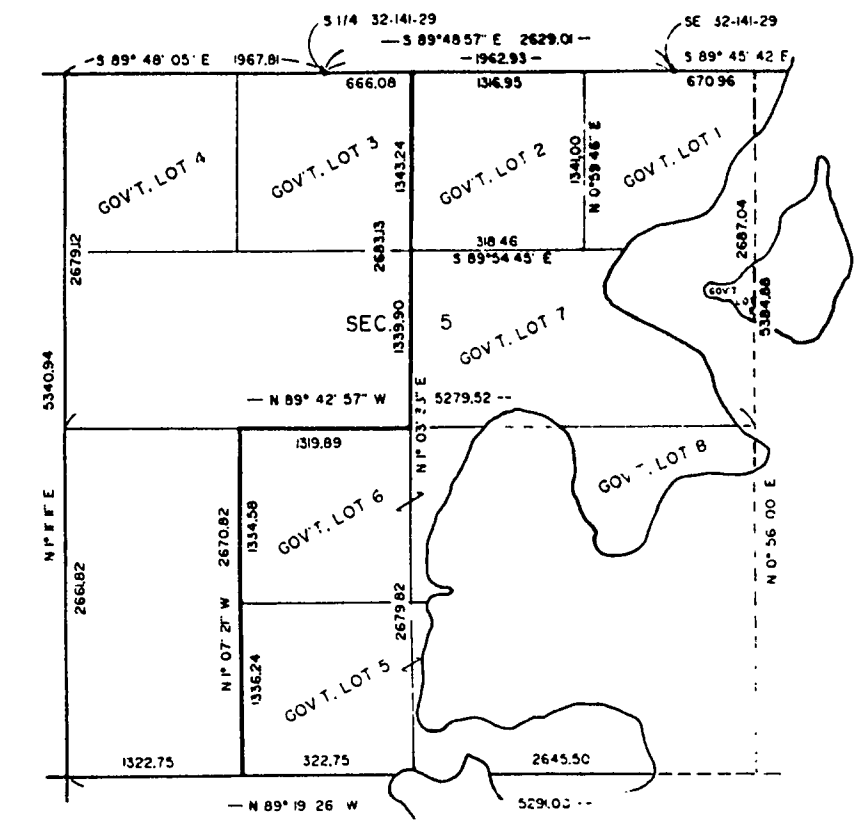 S 1/4 32-141-29
SE 32-141-29
S 89°48'57" E 2629.01
S 89° 48' 05" E 1967.81
1962.93
S 89° 45' 42 E
666.08
1316.95
670.96
GOV'T. LOT 4
GOV'T. LOT 3
GOV'T. LOT 2
GOV'T. LOT 1
1343.24
1341.00
N 0°59'46" E
2687.04
2679.12
2683.13
318.46
S 89°54'45" E
GOV'T
5384.88
SEC. 5
1339.90
GOV'T. LOT 7
5340.94
N 89° 42' 57" W 5279.52
1319.89
GOV'T. LOT 8
GOV'T. LOT 6
2670.82
1334.58
N 0° 56' 00 E
2661.82
2679.82
N 1° 07' 21" W
1336.24
GOV'T. LOT 5
1322.75
322.75
2645.50
N 89° 19 26 W